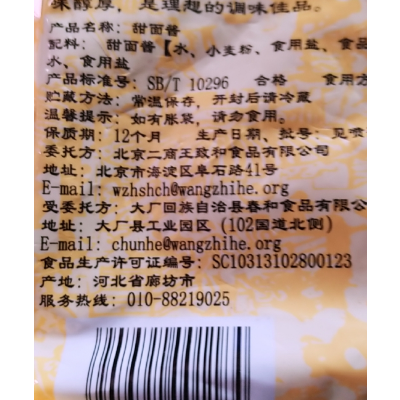 味醇厚，是理想的调味佳品。
产品名称：甜面酱
配料：甜面酱【水、小麦粉、食用盐、食品
水、食用盐
产品标准号：SB/T 10296 合格 食用方
贮藏方法：常温保存，开封后请冷藏
温馨提示：如有胀袋，请勿食用。
保质期：12个月 生产日期、批号：见喷
委托方：北京二商王致和食品有限公司
地址：北京市海淀区阜石路41号
E-mail: wzhshch@wangzhihe.org
受委托方：大厂回族自治县春和食品有限公
地址：大厂县工业园区（102国道北侧）
E-mail: chunhe@wangzhihe.org
食品生产许可证编号：SC10313102800123
产地：河北省廊坊市
服务热线：010-88219025